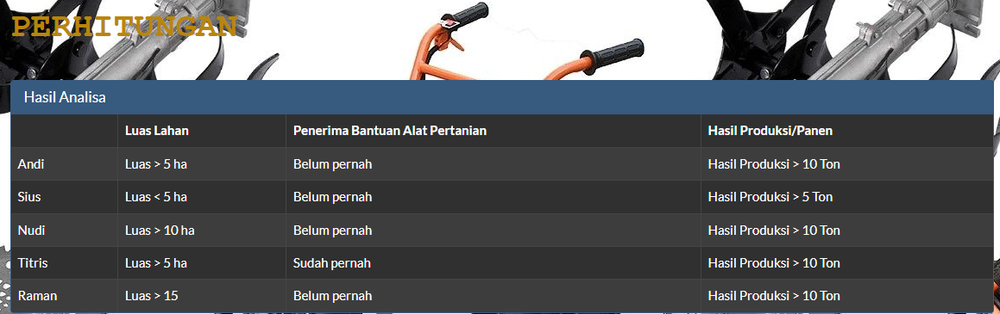 PERHITUNGAN
Hasil Analisa
Luas Lahan Penerima Bantuan Alat Pertanian Hasil Produksi/Panen
Andi Luas > 5 ha Belum pernah Hasil Produksi > 10 Ton
Sius Luas < 5 ha Belum pernah Hasil Produksi > 5 Ton
Nudi Luas > 10 ha Belum pernah Hasil Produksi > 10 Ton
Titris Luas > 5 ha Sudah pernah Hasil Produksi > 10 Ton
Raman Luas > 15 Belum pernah Hasil Produksi > 10 Ton